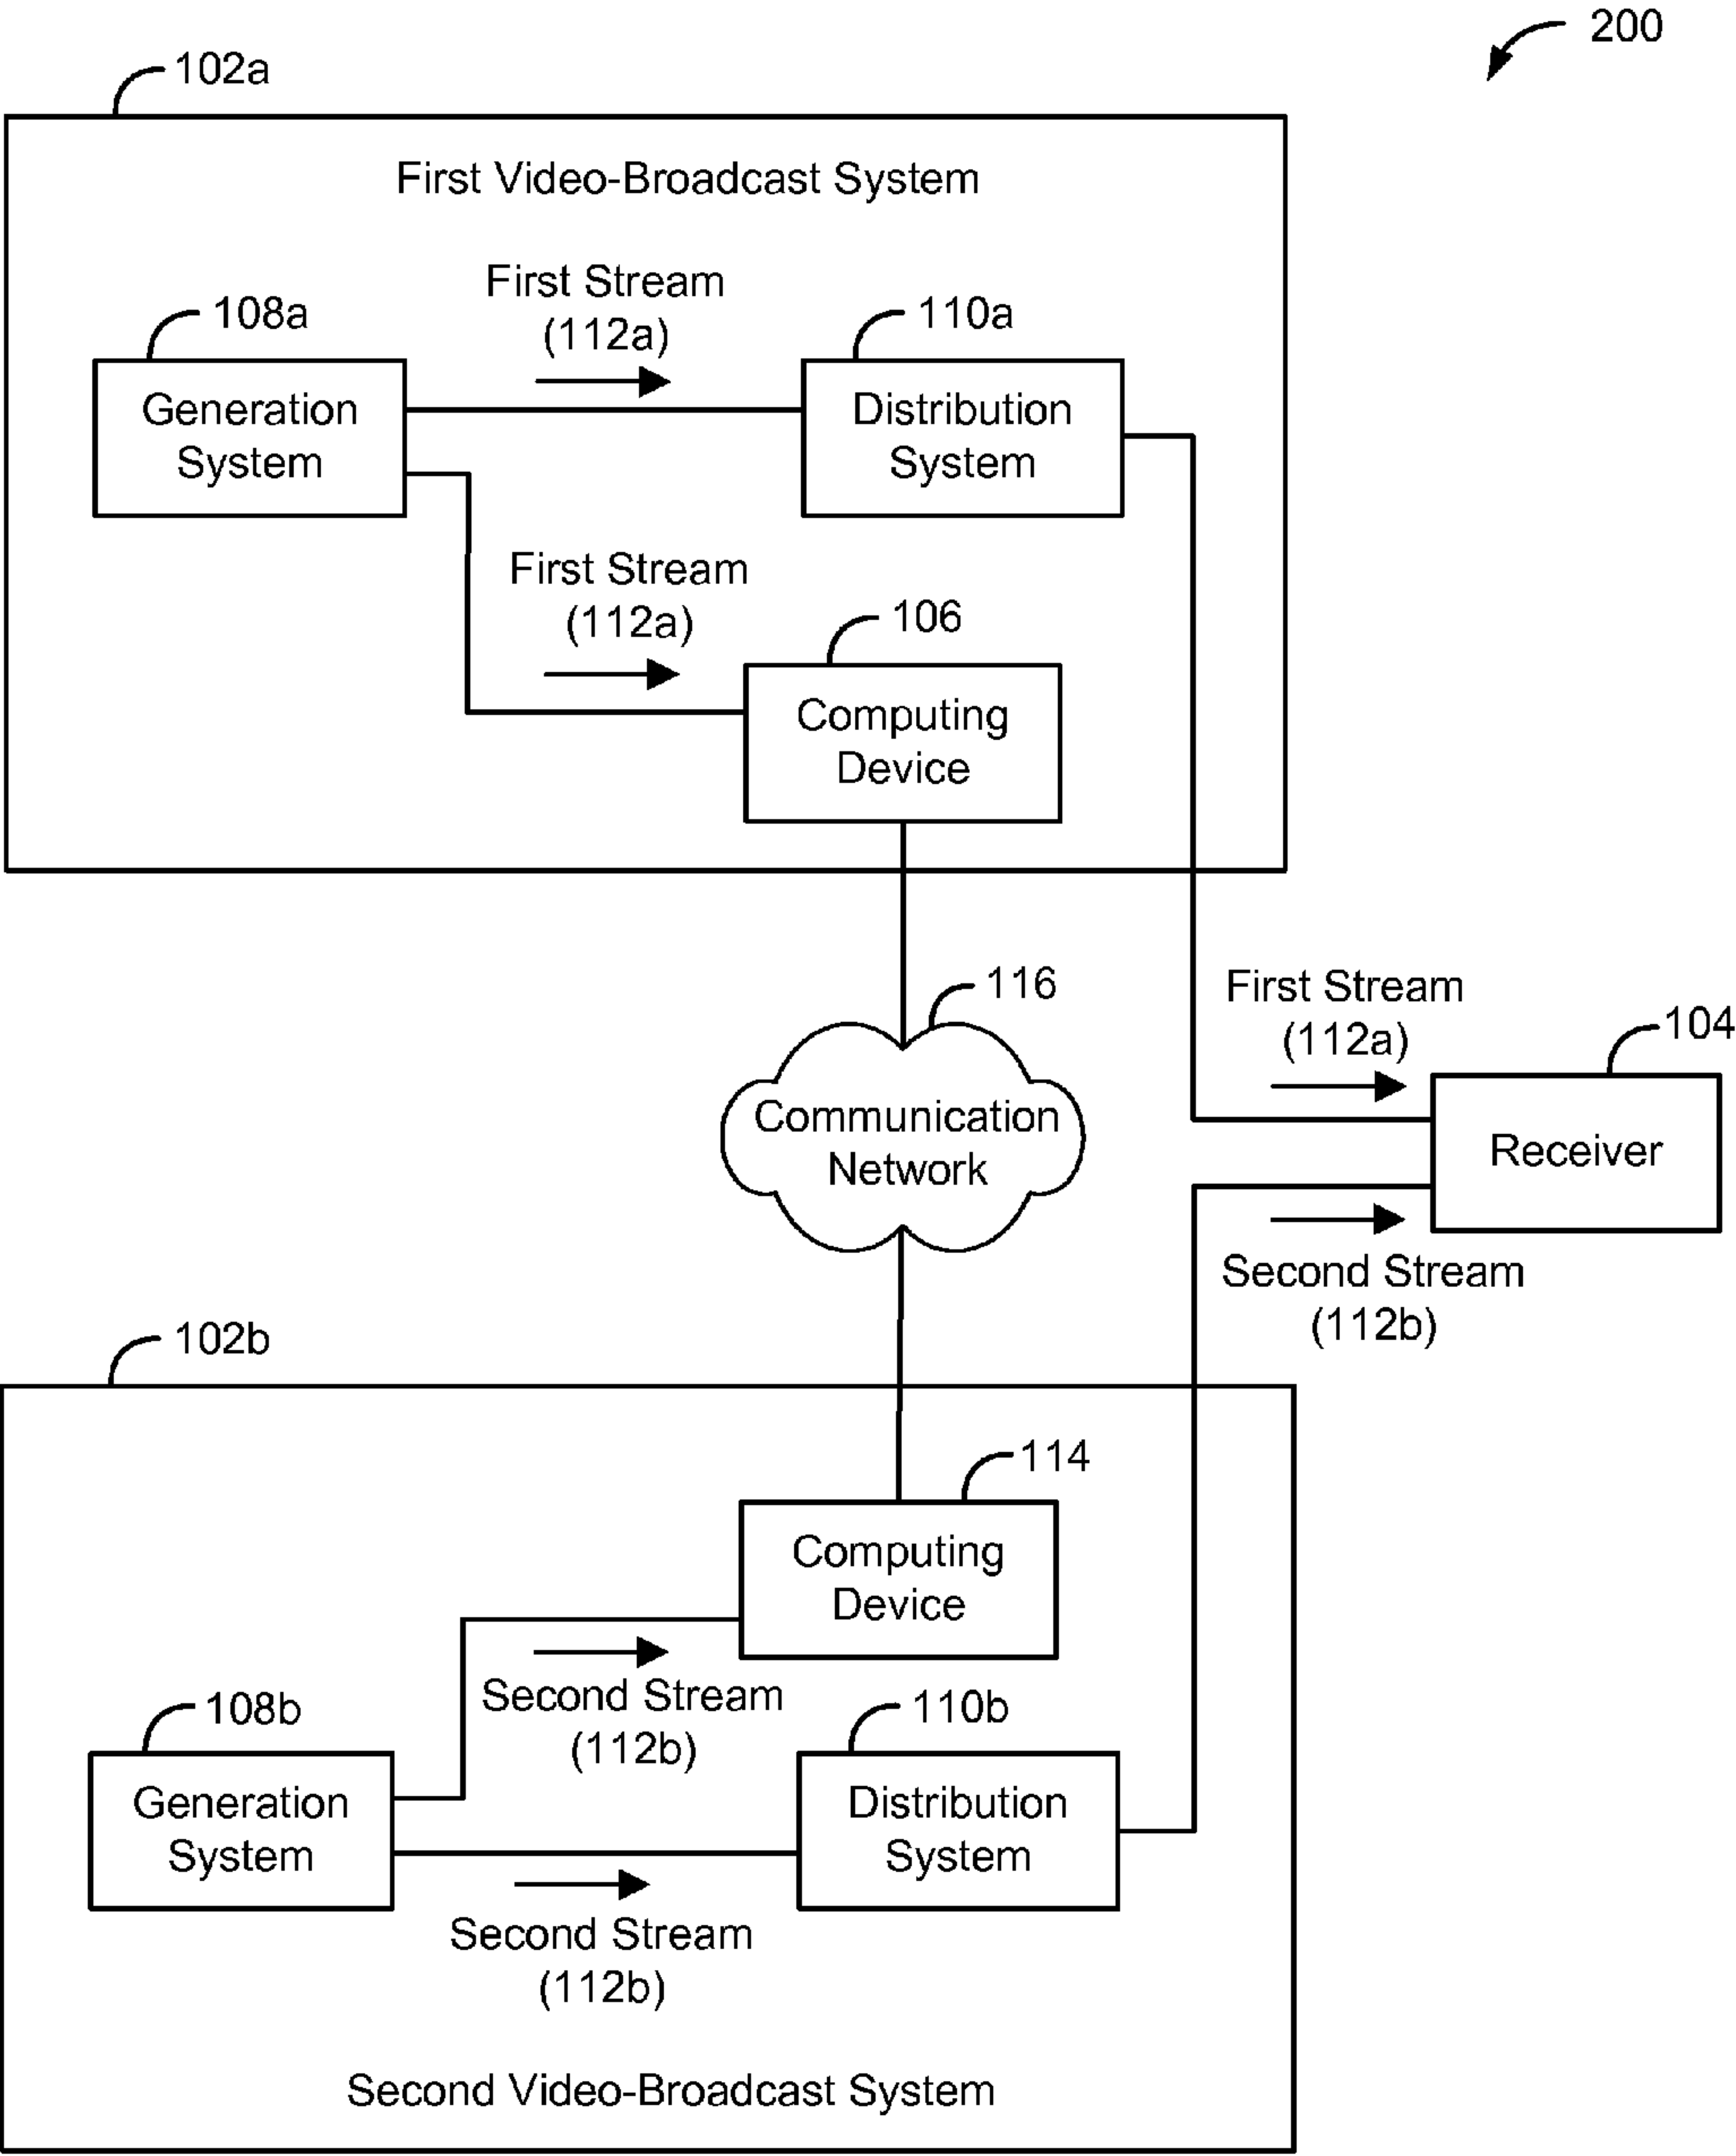 200
102a
First Video-Broadcast System
First Stream
(112a)
108a
110a
Generation
System
Distribution
System
First Stream
(112a)
106
Computing
Device
116
First Stream
(112a)
104
Communication
Network
Receiver
Second Stream
(112b)
102b
114
Computing
Device
Second Stream
(112b)
108b
110b
Generation
System
Distribution
System
Second Stream
(112b)
Second Video-Broadcast System